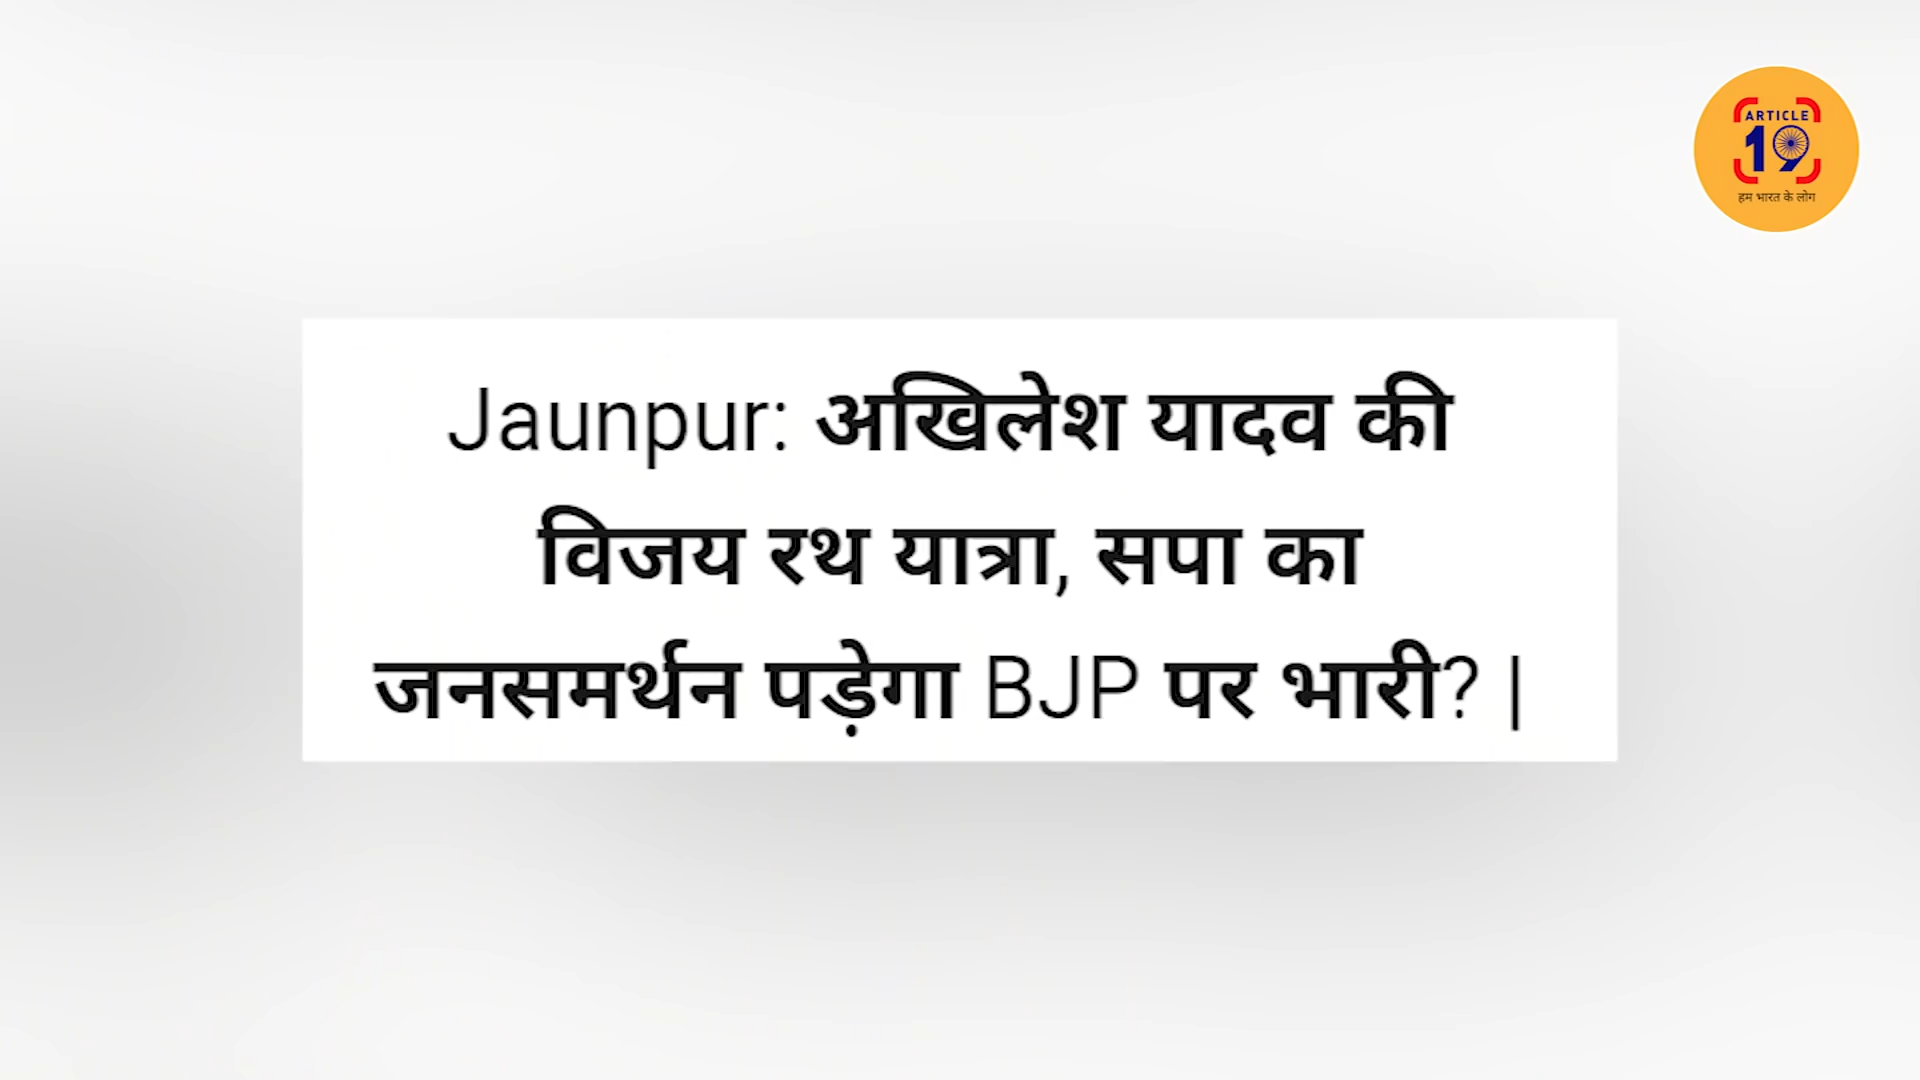 ARTICLE
19
हम भारत के लोग
Jaunpur: अखिलेश यादव की
विजय रथ यात्रा, सपा का
जनसमर्थन पड़ेगा BJP पर भारी? |